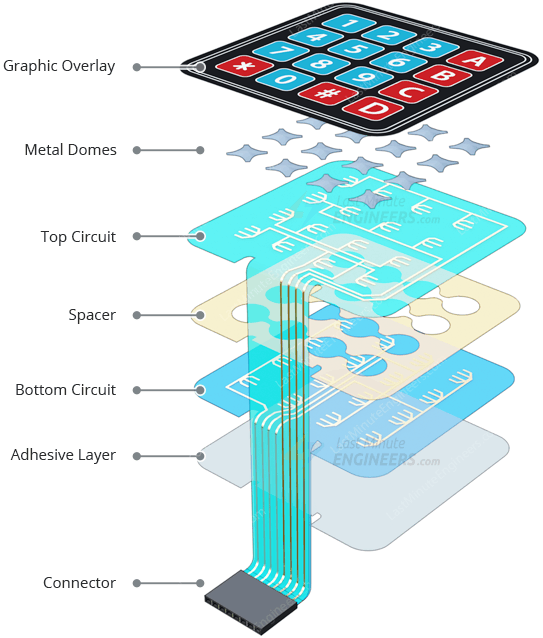 1 2 3 A
4 5 6 B
7 8 9 C
* 0 # D
Graphic Overlay
Metal Domes
Last Minute
ENGINEERS.com
Top Circuit
Spacer
Bottom Circuit
Last Minute
ENGINEERS.com
Adhesive Layer
Connector